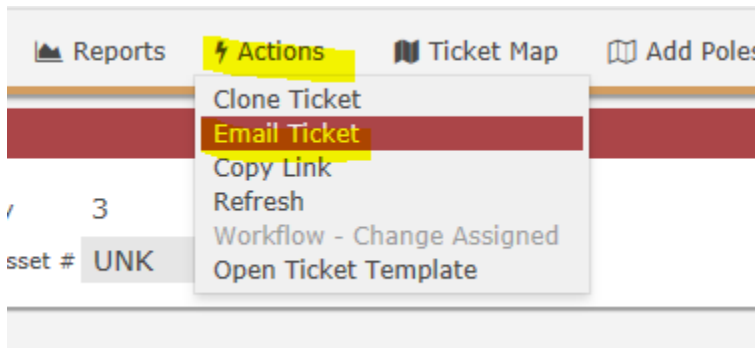 Reports Actions Ticket Map Add Poles
Clone Ticket
Email Ticket
Copy Link
3 Refresh
Workflow - Change Assigned
sset # UNK
Open Ticket Template